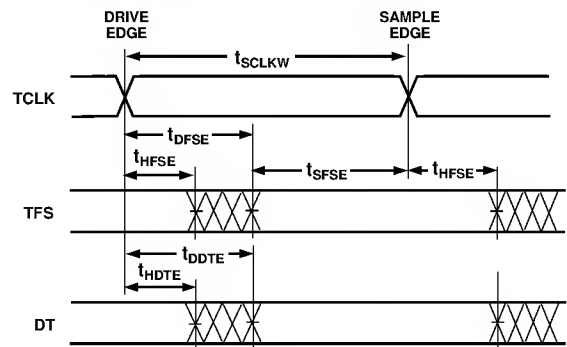 DRIVE EDGE
SAMPLE EDGE
tSCLKW
TCLK
tDFSE
tHFSE
tSFSE
tHFSE
TFS
tDDTE
tHDTE
DT